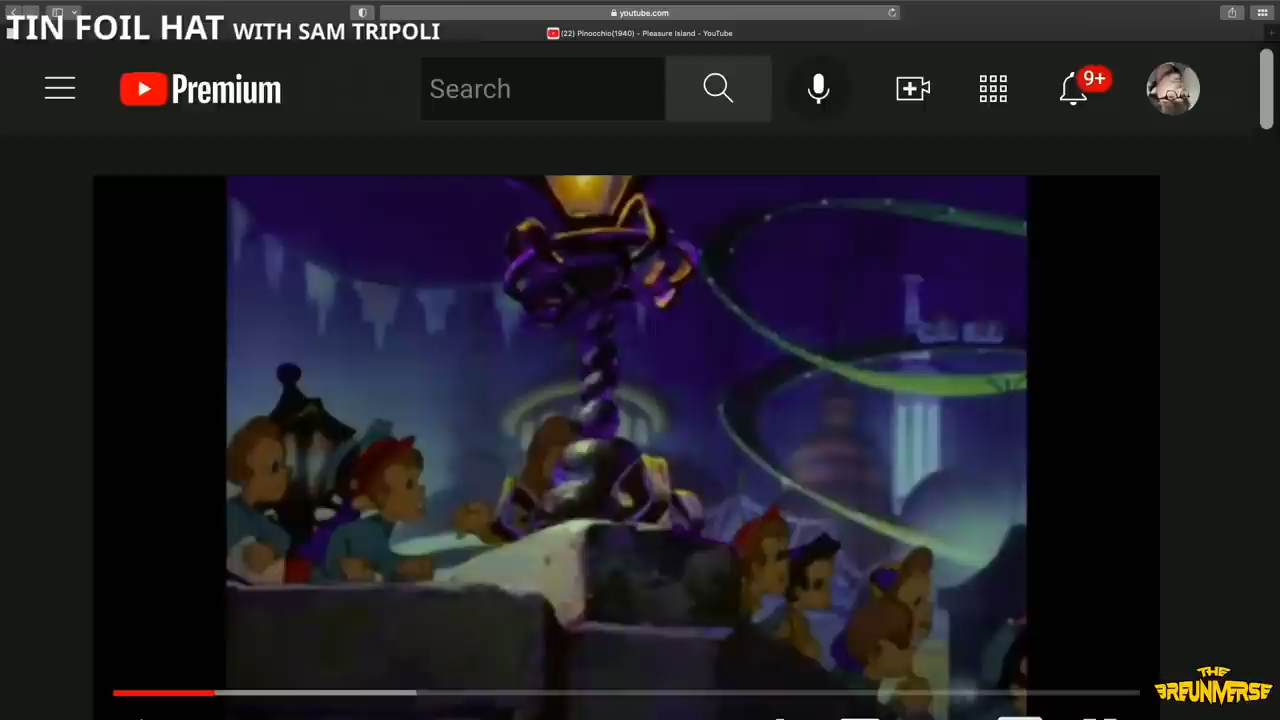 youtube.com
TIN FOIL HAT WITH SAM TRIPOLI
(22) Pinocchio(1940) - Pleasure Island - YouTube
Premium
Search
9+
THE
BREUNIVERSE